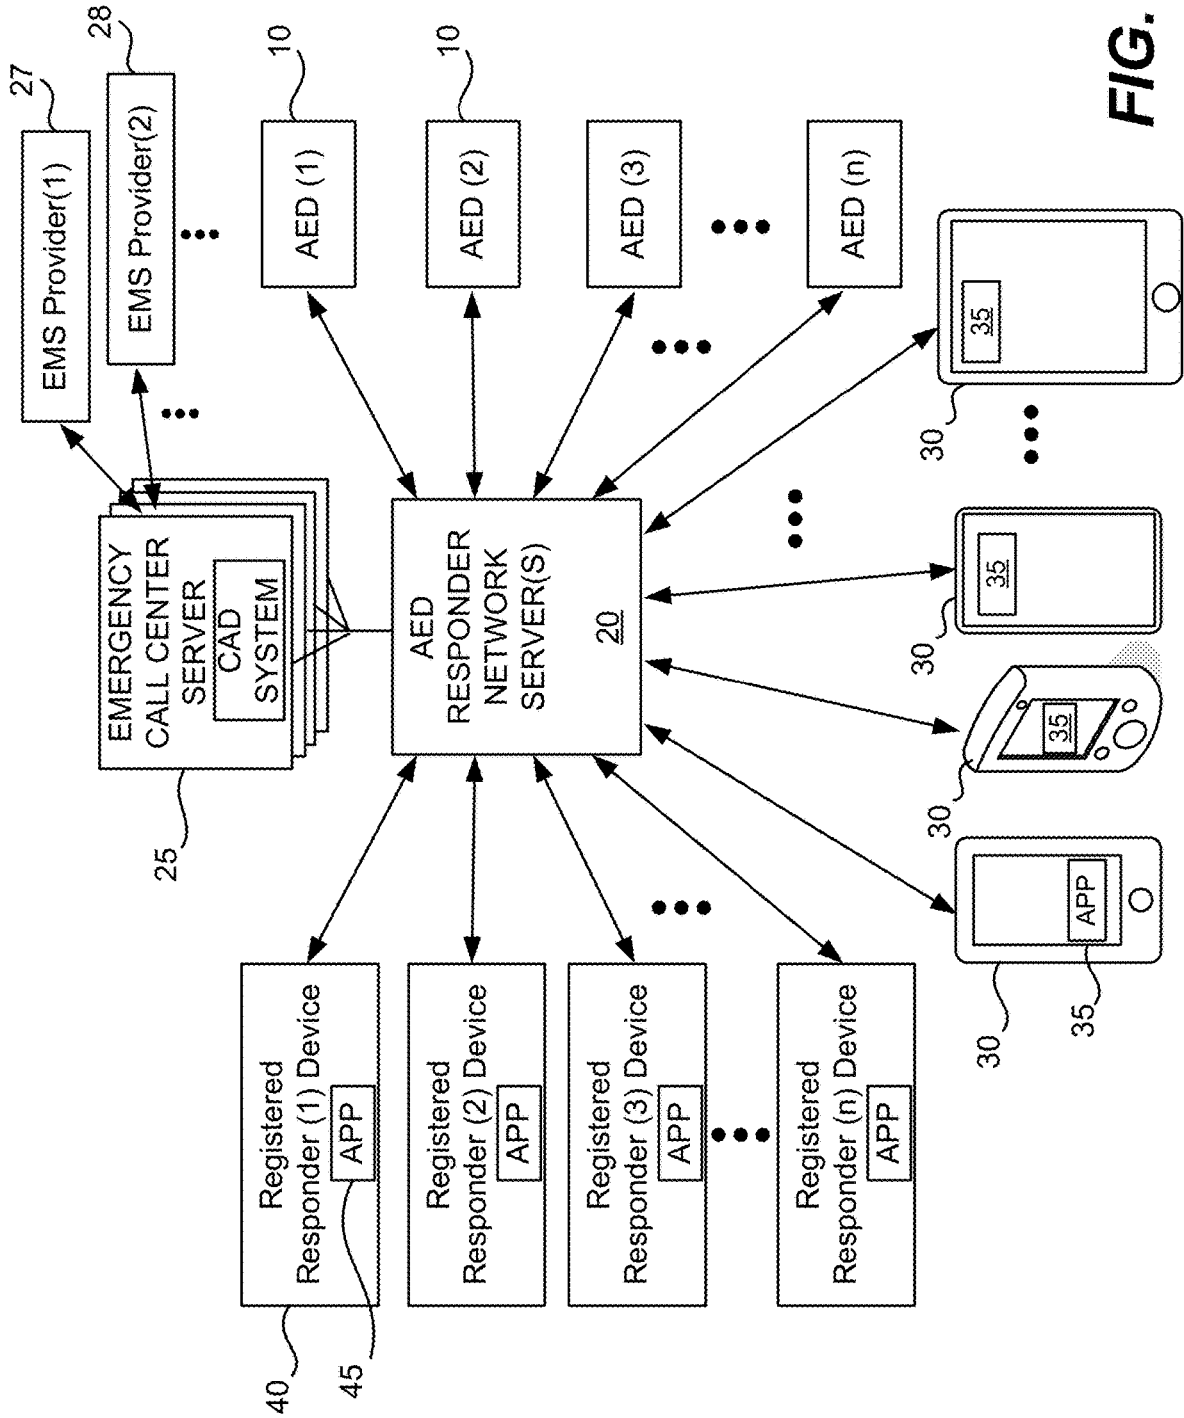 27
EMS Provider(1)
28
EMS Provider(2)
EMERGENCY
CALL CENTER
SERVER
CAD
SYSTEM
25
10
AED (1)
10
AED (2)
AED (3)
AED (n)
AED
RESPONDER
NETWORK
SERVER(S)
20
Registered
Responder (1) Device
APP
40
45
Registered
Responder (2) Device
APP
Registered
Responder (3) Device
APP
Registered
Responder (n) Device
APP
30
APP
35
30
35
30
35
30
35
FIG.